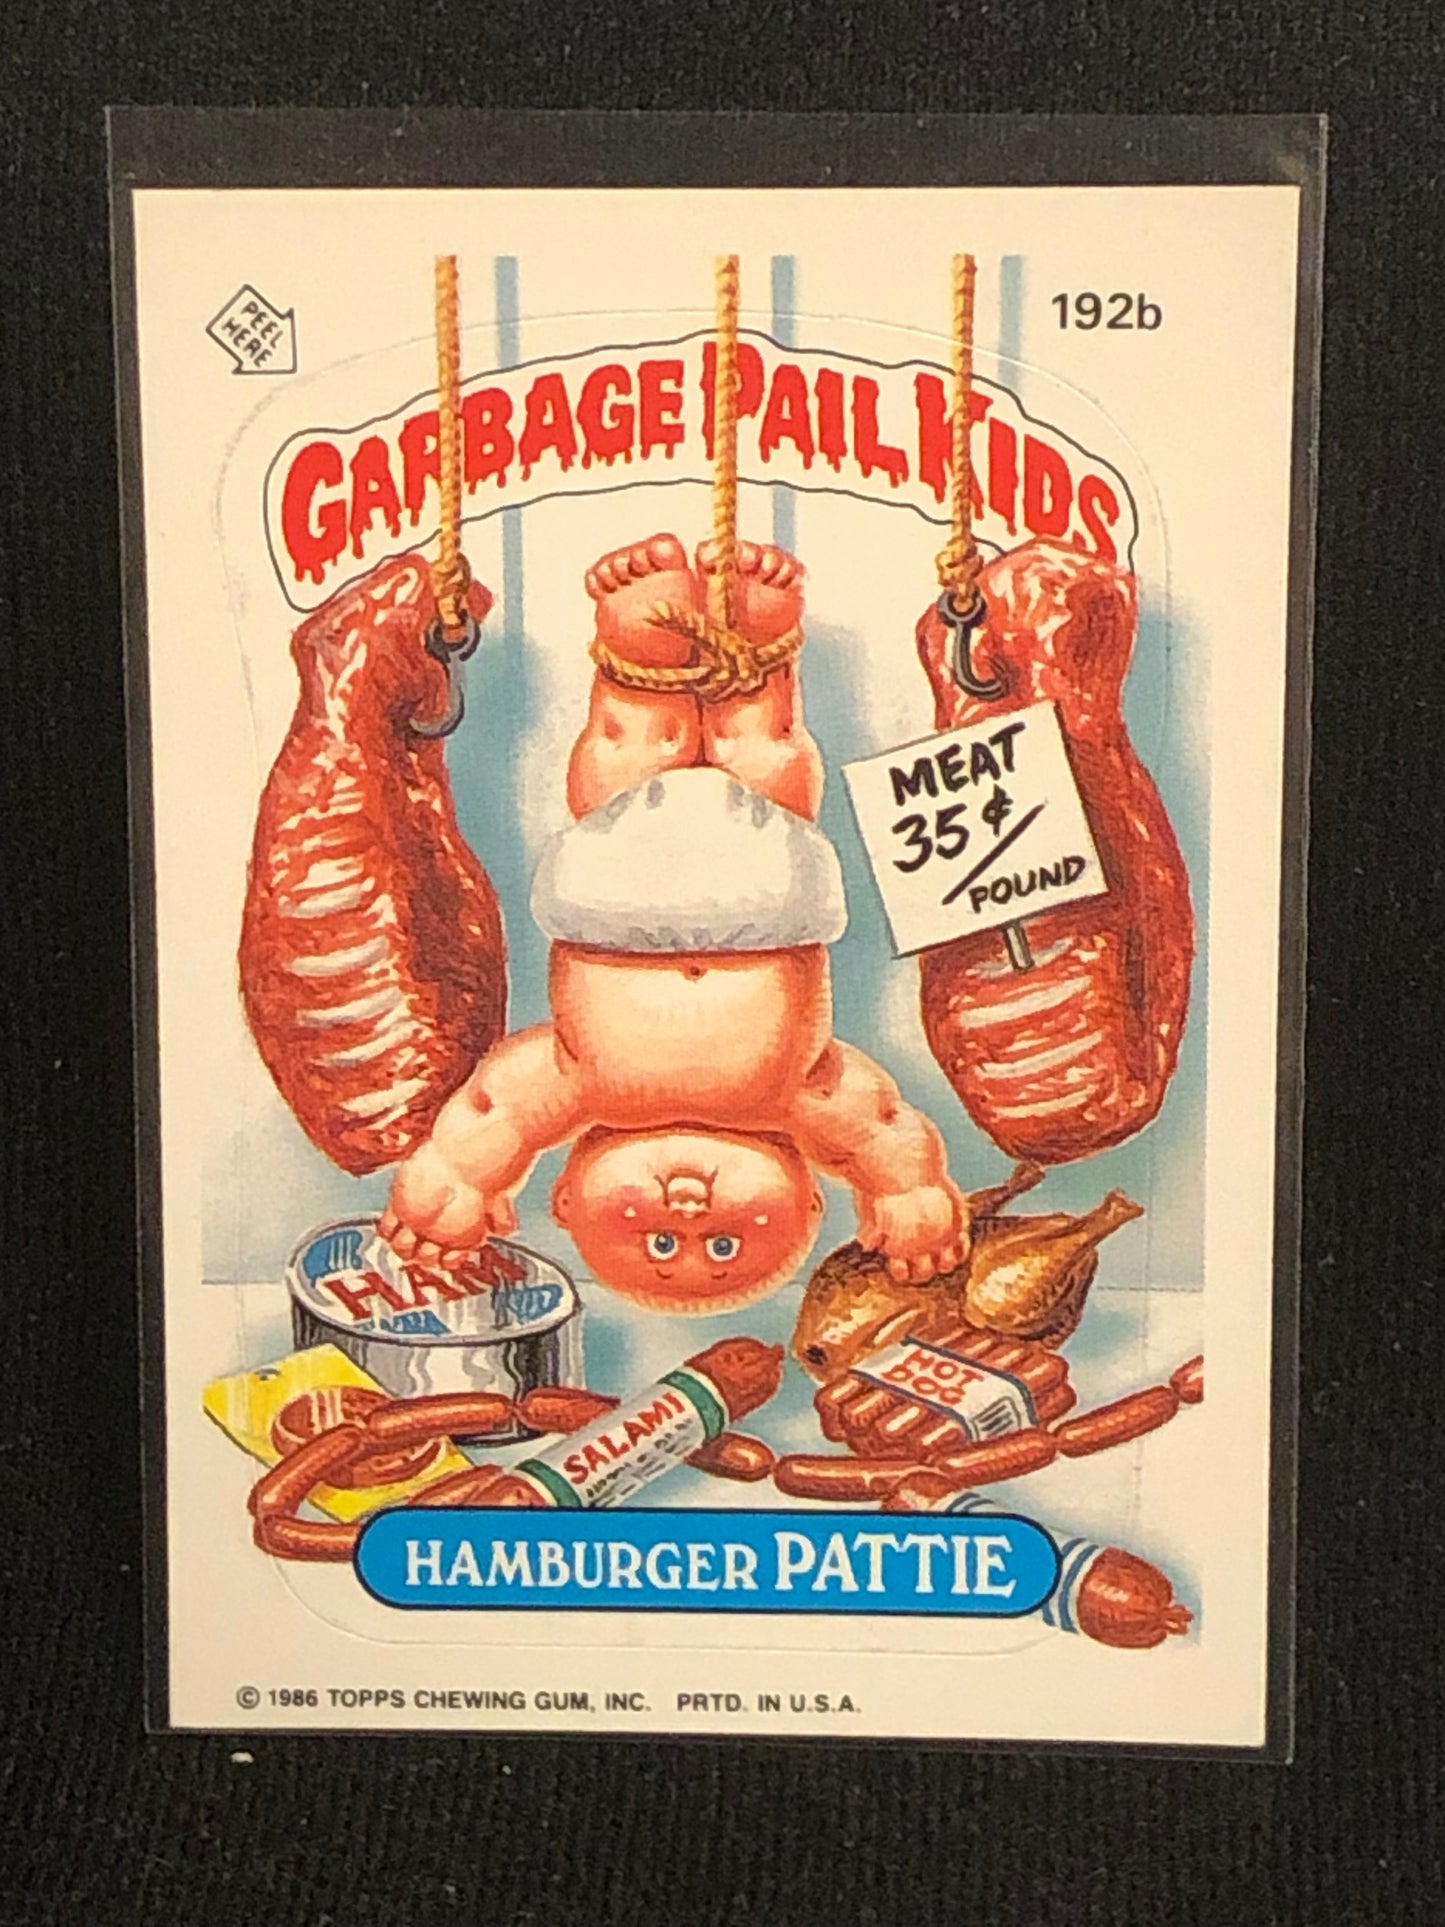 PEEL
HERE
192b
GARBAGE PAIL KIDS
MEAT
35¢/
POUND
HAM
HOT
DOG
SALAMI
HAMBURGER PATTIE
© 1986 TOPPS CHEWING GUM, INC. PRTD. IN U.S.A.